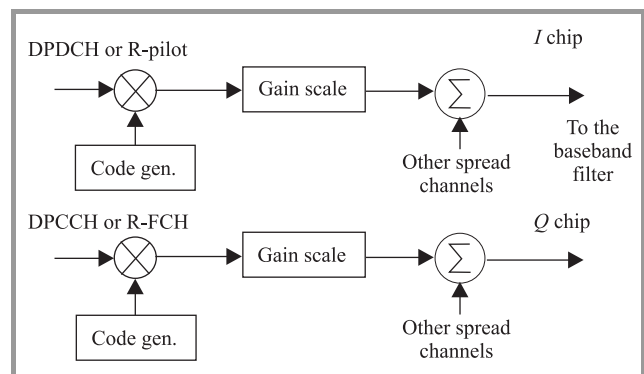 DPDCH or R-pilot
I chip
Gain scale
Σ
Code gen.
Other spread
channels
To the
baseband
filter
DPCCH or R-FCH
Q chip
Gain scale
Σ
Code gen.
Other spread
channels